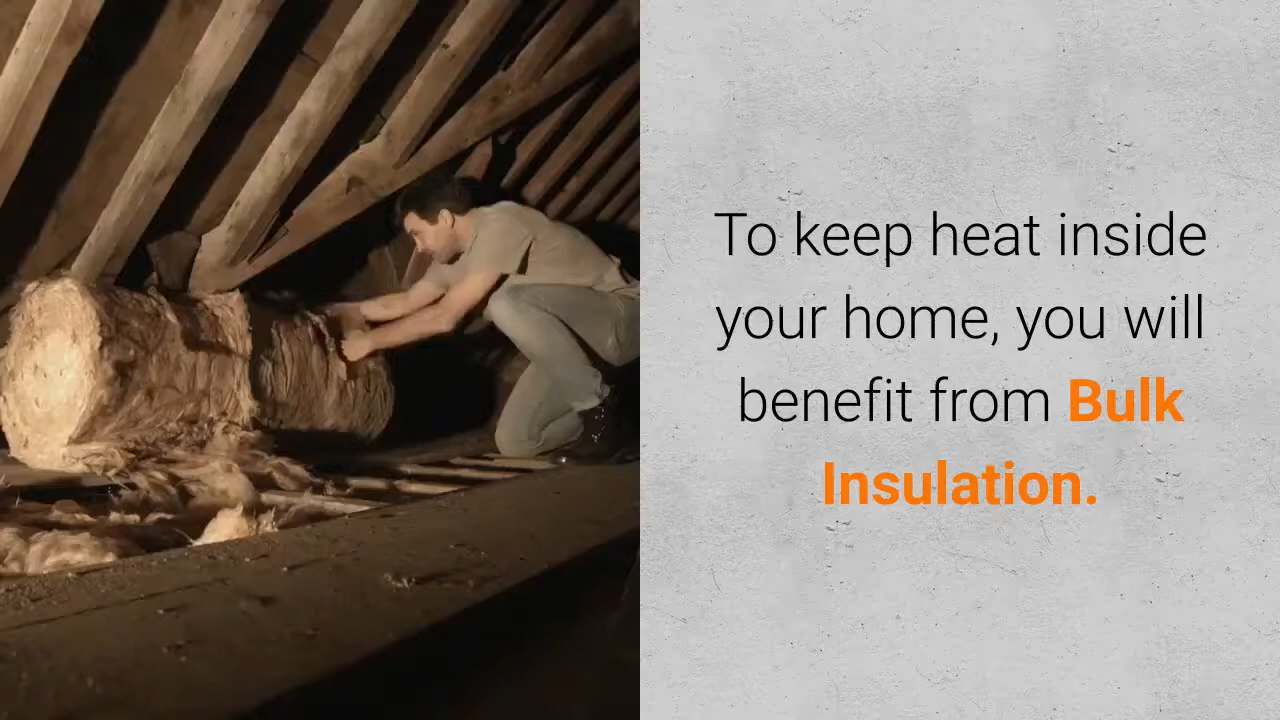 To keep heat inside
your home, you will
benefit from Bulk
Insulation.